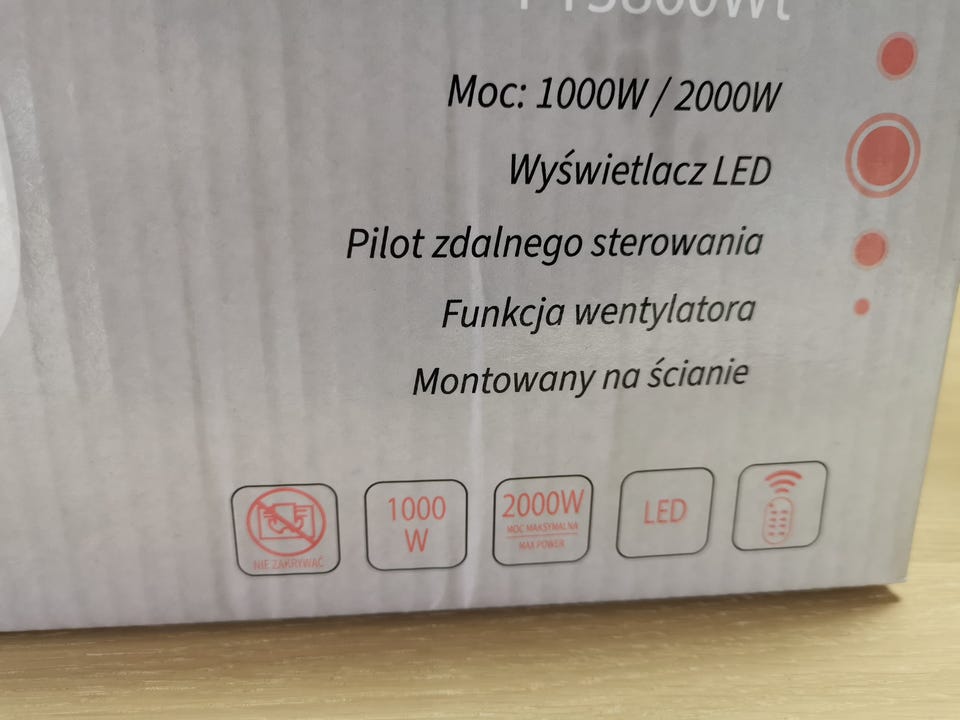 Moc: 1000W / 2000W
Wyświetlacz LED
Pilot zdalnego sterowania
Funkcja wentylatora
Montowany na ścianie
NIE ZAKRYWAĆ
1000
W
2000W
MOC MAKSYMALNA
MAX POWER
LED